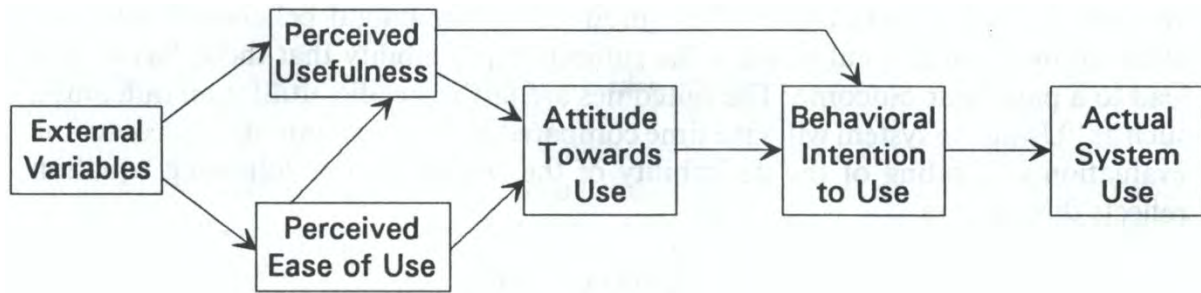 Perceived
Usefulness
External
Variables
Perceived
Ease of Use
Attitude
Towards
Use
Behavioral
Intention
to Use
Actual
System
Use